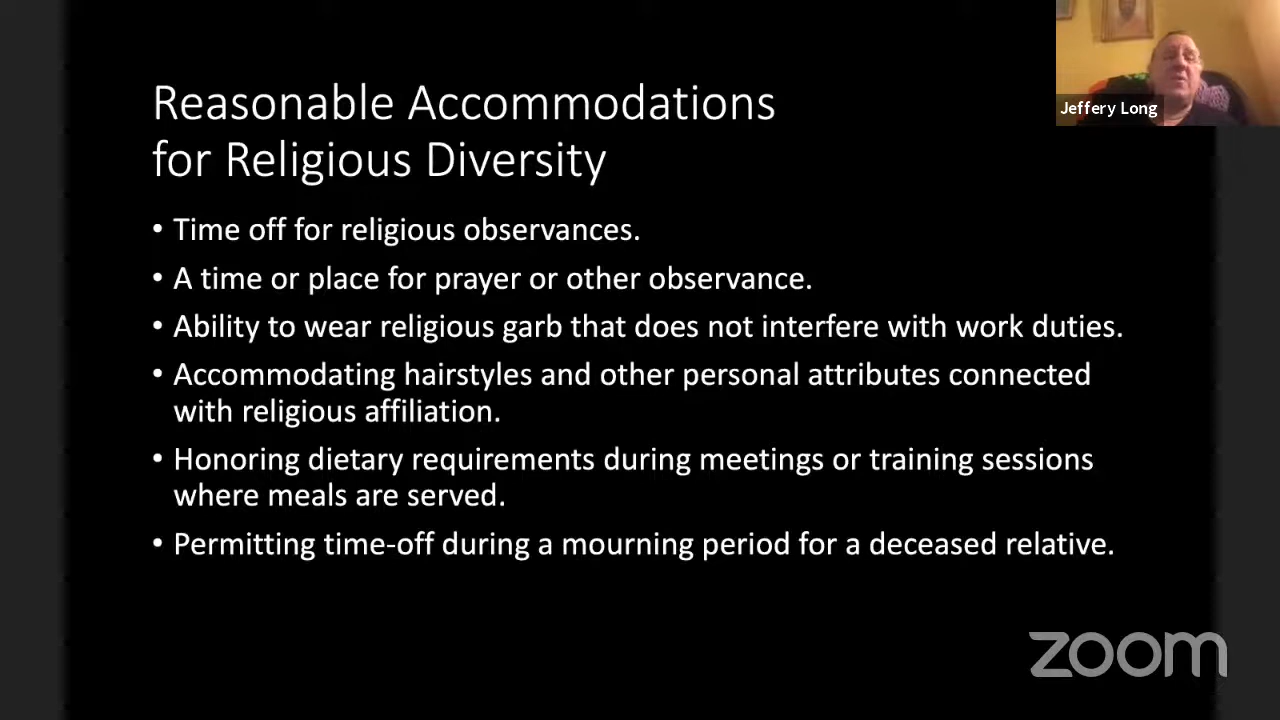 Reasonable Accommodations
for Religious Diversity
Jeffery Long
• Time off for religious observances.
• A time or place for prayer or other observance.
• Ability to wear religious garb that does not interfere with work duties.
• Accommodating hairstyles and other personal attributes connected
with religious affiliation.
• Honoring dietary requirements during meetings or training sessions
where meals are served.
• Permitting time-off during a mourning period for a deceased relative.
zoom